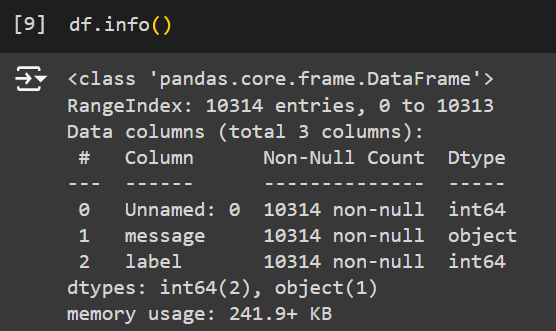 [9] df.info()
<class 'pandas.core.frame.DataFrame'>
RangeIndex: 10314 entries, 0 to 10313
Data columns (total 3 columns):
 #   Column      Non-Null Count  Dtype
---  ------      --------------  -----
 0   Unnamed: 0  10314 non-null  int64
 1   message     10314 non-null  object
 2   label       10314 non-null  int64
dtypes: int64(2), object(1)
memory usage: 241.9+ KB